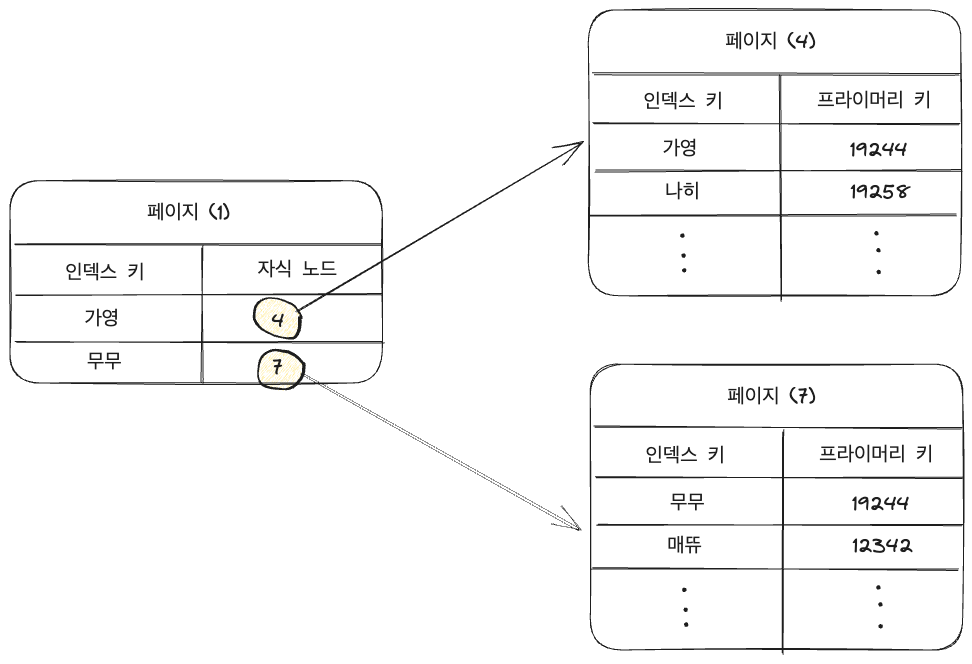 페이지 (1)
인덱스 키 자식 노드
가영 4
무무 7
페이지 (4)
인덱스 키 프라이머리 키
가영 19244
나히 19258
페이지 (7)
인덱스 키 프라이머리 키
무무 19244
매뜌 12342